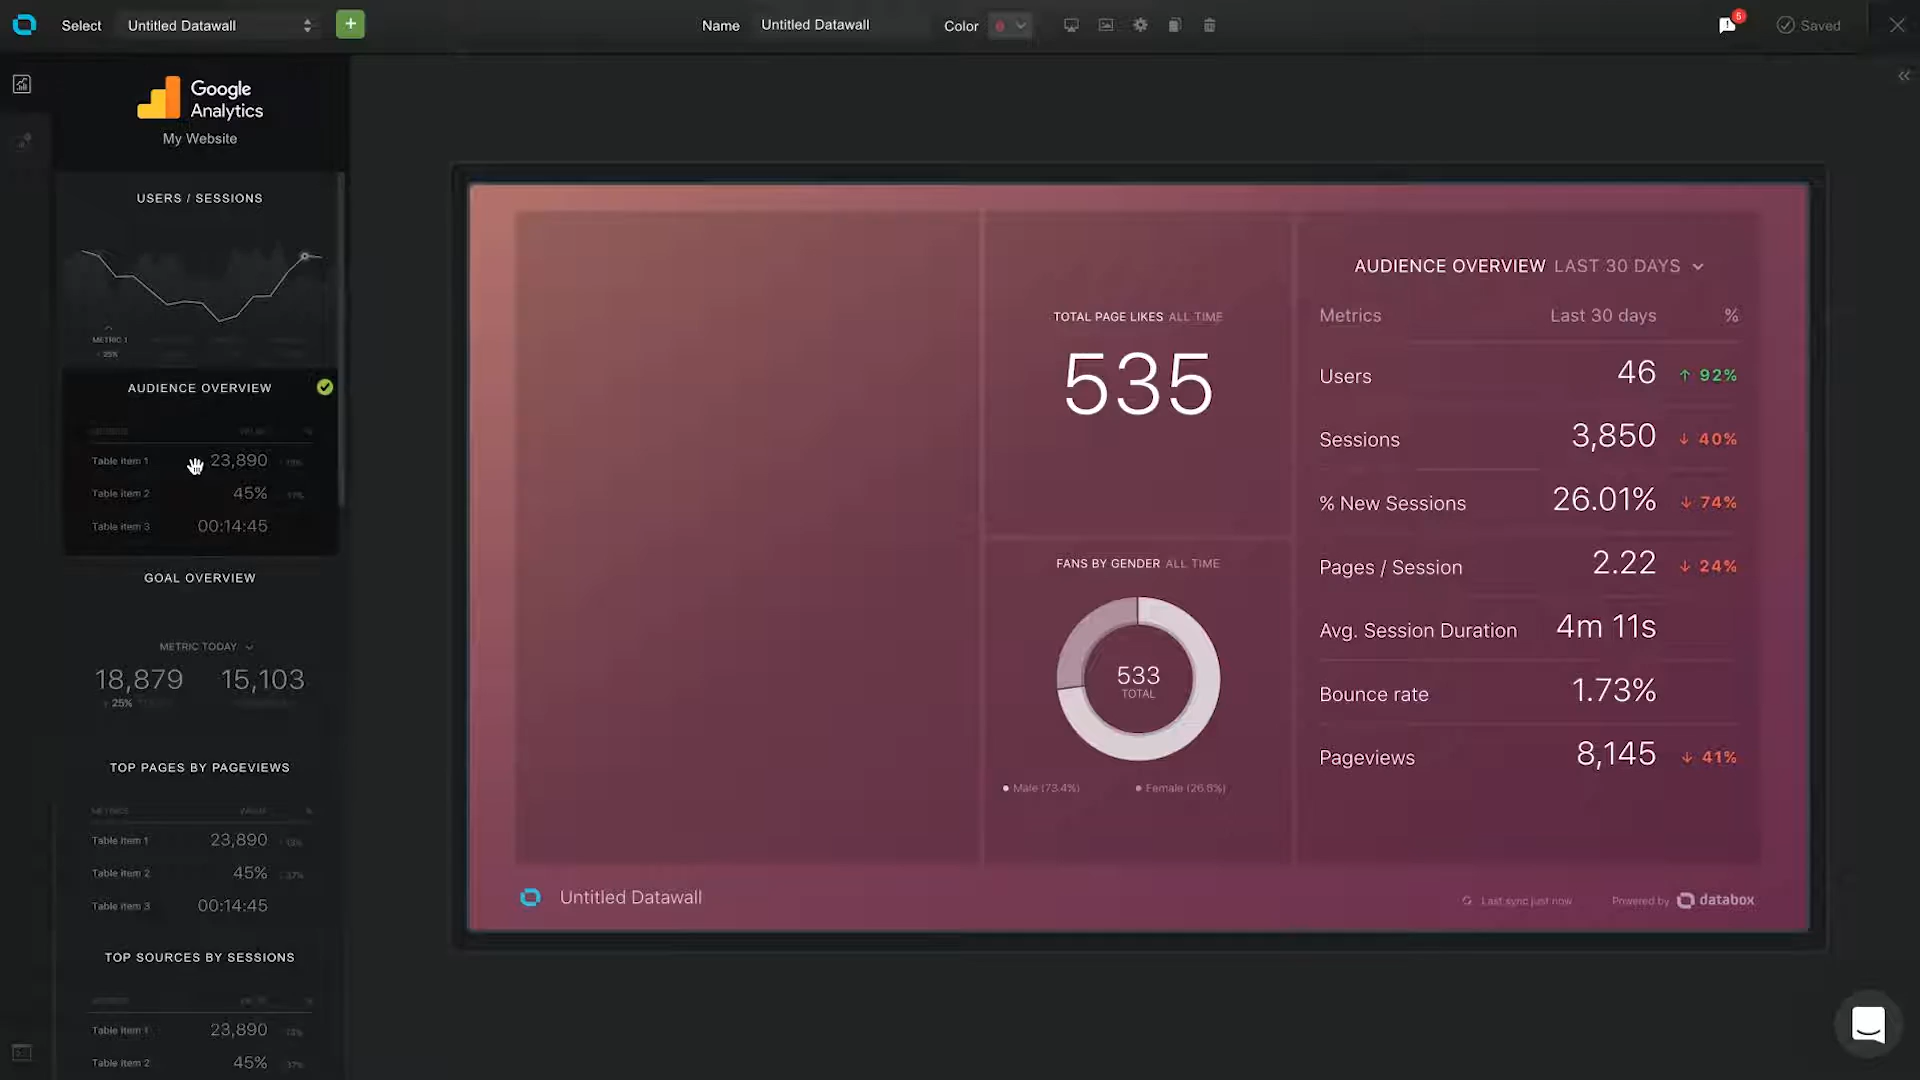 Select
Untitled Datawall
+
Name
Untitled Datawall
Color
5
Saved
Google
Analytics
My Website
USERS / SESSIONS
METRIC 1
25%
AUDIENCE OVERVIEW
Table item 1 23,890
Table item 2 45%
Table item 3 00:14:45
GOAL OVERVIEW
METRIC TODAY
18,879 15,103
25%
TOP PAGES BY PAGEVIEWS
Table item 1 23,890
Table item 2 45%
Table item 3 00:14:45
TOP SOURCES BY SESSIONS
Table item 1 23,890
Table item 2 45%
TOTAL PAGE LIKES ALL TIME
535
FANS BY GENDER ALL TIME
533
TOTAL
Male (73.4%)
Female (26.6%)
AUDIENCE OVERVIEW LAST 30 DAYS
Metrics Last 30 days %
Users 46 ↑ 92%
Sessions 3,850 ↓ 40%
% New Sessions 26.01% ↓ 74%
Pages / Session 2.22 ↓ 24%
Avg. Session Duration 4m 11s
Bounce rate 1.73%
Pageviews 8,145 ↓ 41%
Untitled Datawall
Last sync just now
Powered by databox